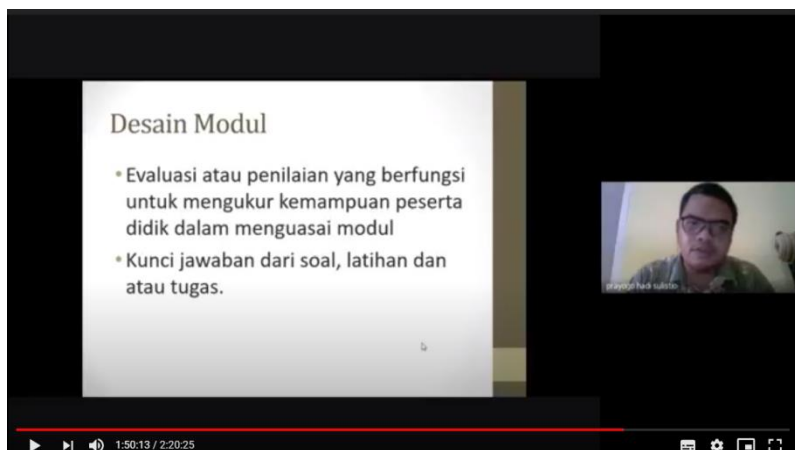 Desain Modul
• Evaluasi atau penilaian yang berfungsi
untuk mengukur kemampuan peserta
didik dalam menguasai modul
• Kunci jawaban dari soal, latihan dan
atau tugas.
prayogo hadi sulistio
1:50:13 / 2:20:25